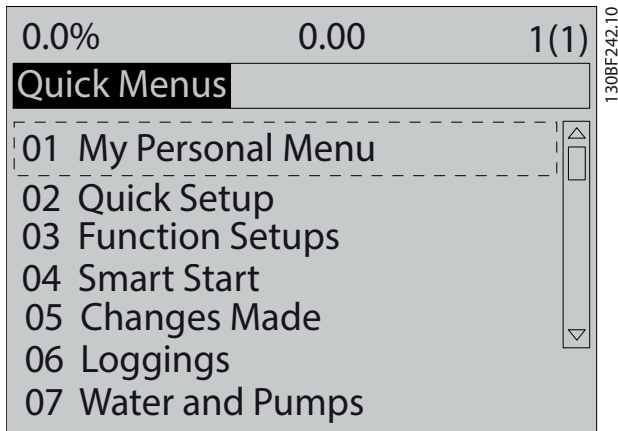 0.0% 0.00 1(1)
Quick Menus
01 My Personal Menu
02 Quick Setup
03 Function Setups
04 Smart Start
05 Changes Made
06 Loggings
07 Water and Pumps
130BF242.10